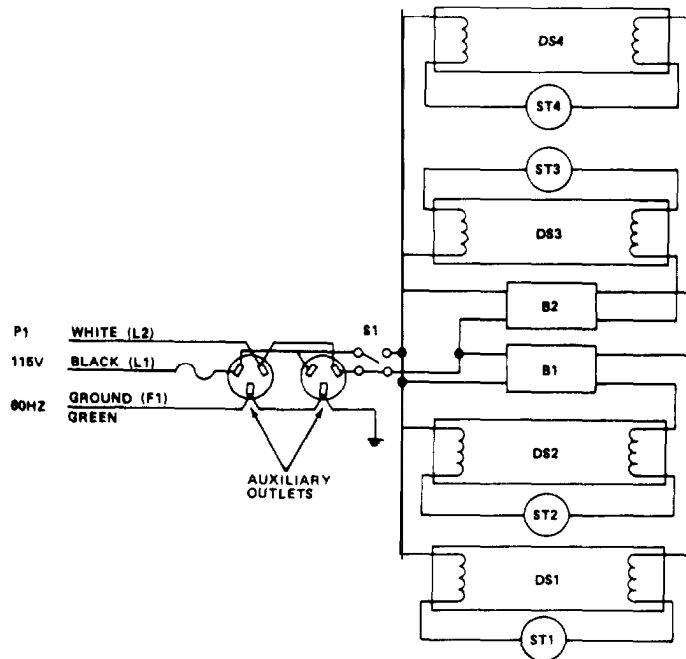 DS4
ST4
ST3
DS3
B2
S1
P1 WHITE (L2)
115V BLACK (L1)
B1
60HZ GROUND (F1)
GREEN
AUXILIARY
OUTLETS
DS2
ST2
DS1
ST1